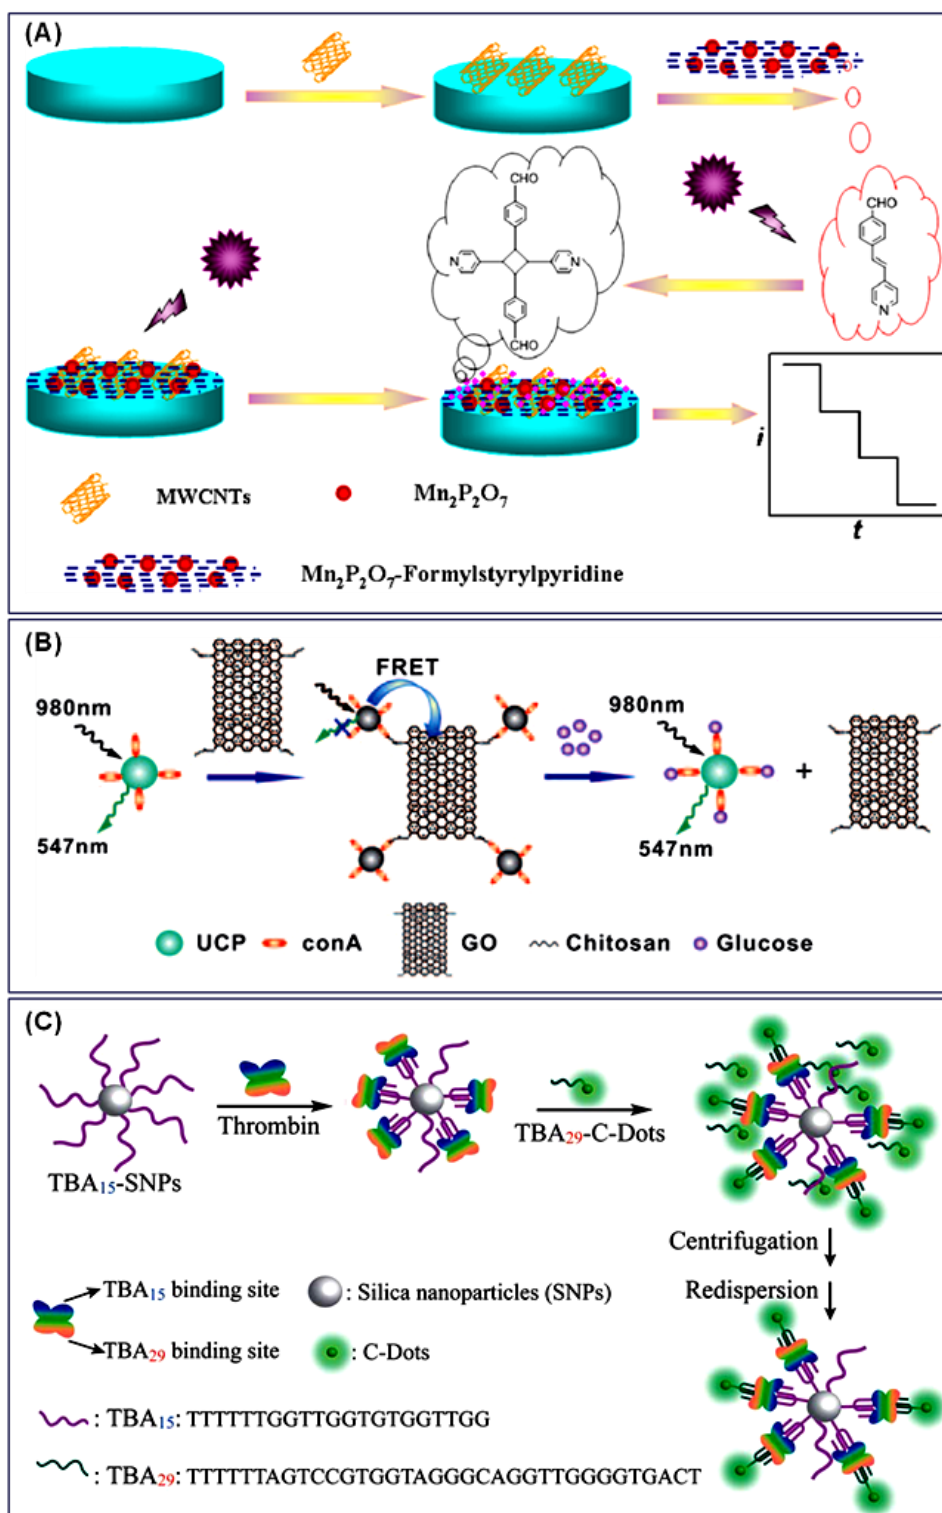 (A)
CHO
N
N
CHO
CHO
N
i
t
MWCNTs
Mn₂P₂O₇
Mn₂P₂O₇-Formylstyrylpyridine
(B)
FRET
980nm
547nm
980nm
+
547nm
UCP
conA
GO
Chitosan
Glucose
(C)
Thrombin
TBA₂₉-C-Dots
TBA₁₅-SNPs
Centrifugation
Redispersion
TBA₁₅ binding site
: Silica nanoparticles (SNPs)
TBA₂₉ binding site
: C-Dots
: TBA₁₅: TTTTTTGGTTGGTGTGGTTGG
: TBA₂₉: TTTTTTAGTCCGTGGTAGGGCAGGTTGGGGTGACT